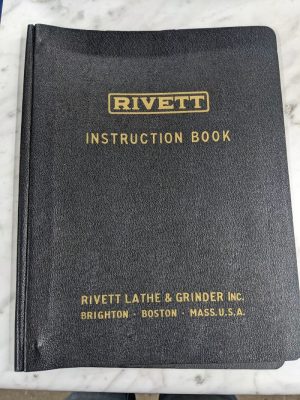 RIVETT
INSTRUCTION BOOK
RIVETT LATHE & GRINDER INC.
BRIGHTON · BOSTON · MASS. U.S.A.